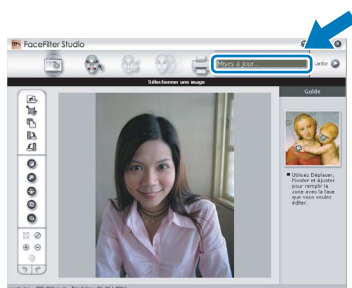 FaceFilter Studio
Mises à jour...
ante
Sélectionner une image
Guide
Utilisez Déplacer,
Pivoter et Ajuster
pour remplir la
zone avec la face
que vous voulez
éditer.